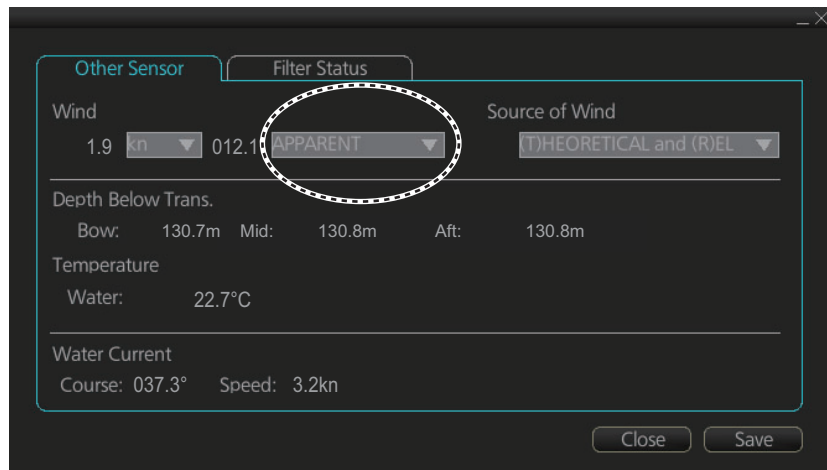 Other Sensor Filter Status
Wind Source of Wind
1.9 kn 012.1 APPARENT (T)HEORETICAL and (R)EL
Depth Below Trans.
Bow: 130.7m Mid: 130.8m Aft: 130.8m
Temperature
Water: 22.7°C
Water Current
Course: 037.3° Speed: 3.2kn
Close Save